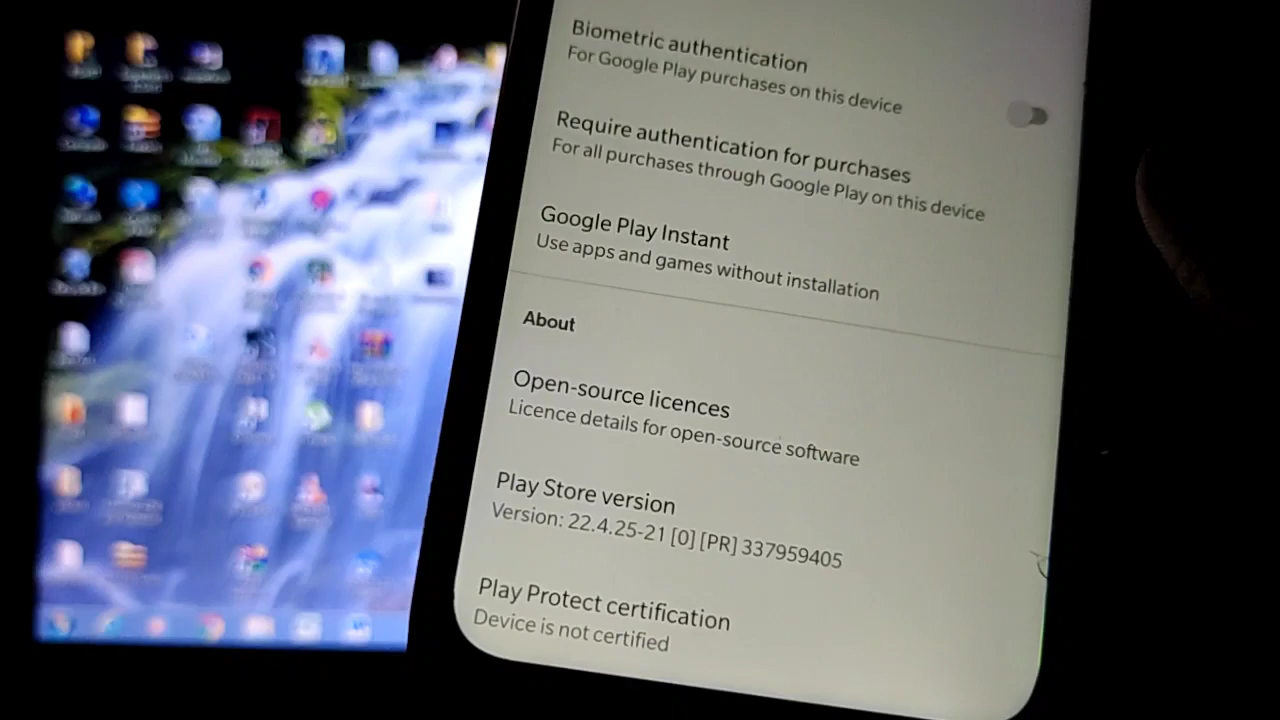 Biometric authentication
For Google Play purchases on this device
Require authentication for purchases
For all purchases through Google Play on this device
Google Play Instant
Use apps and games without installation
About
Open-source licences
Licence details for open-source software
Play Store version
Version: 22.4.25-21 [0] [PR] 337959405
Play Protect certification
Device is not certified